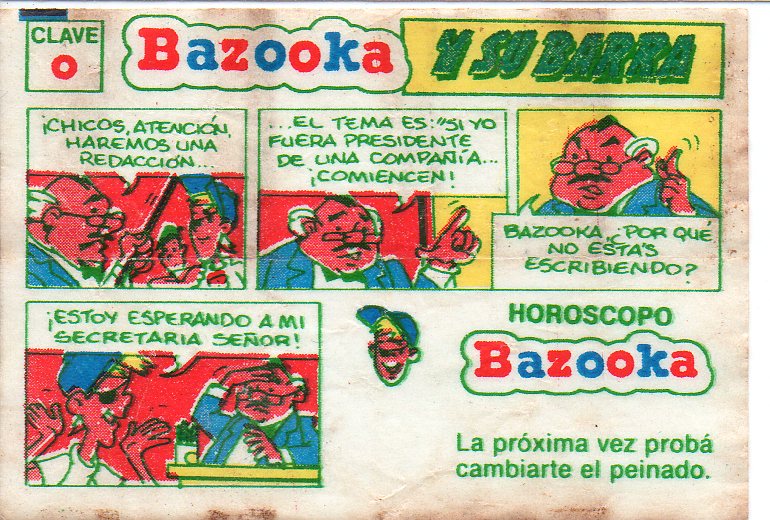 CLAVE
O
Bazooka
Y SU BARRA
¡CHICOS, ATENCIÓN,
HAREMOS UNA
REDACCIÓN...
...EL TEMA ES: "SI YO
FUERA PRESIDENTE
DE UNA COMPAÑÍA...
¡COMIENCEN!
BAZOOKA, ¿POR QUÉ
NO ESTÁS
ESCRIBIENDO?
¡ESTOY ESPERANDO A MI
SECRETARIA SEÑOR!
HOROSCOPO
Bazooka
La próxima vez probá
cambiarte el peinado.